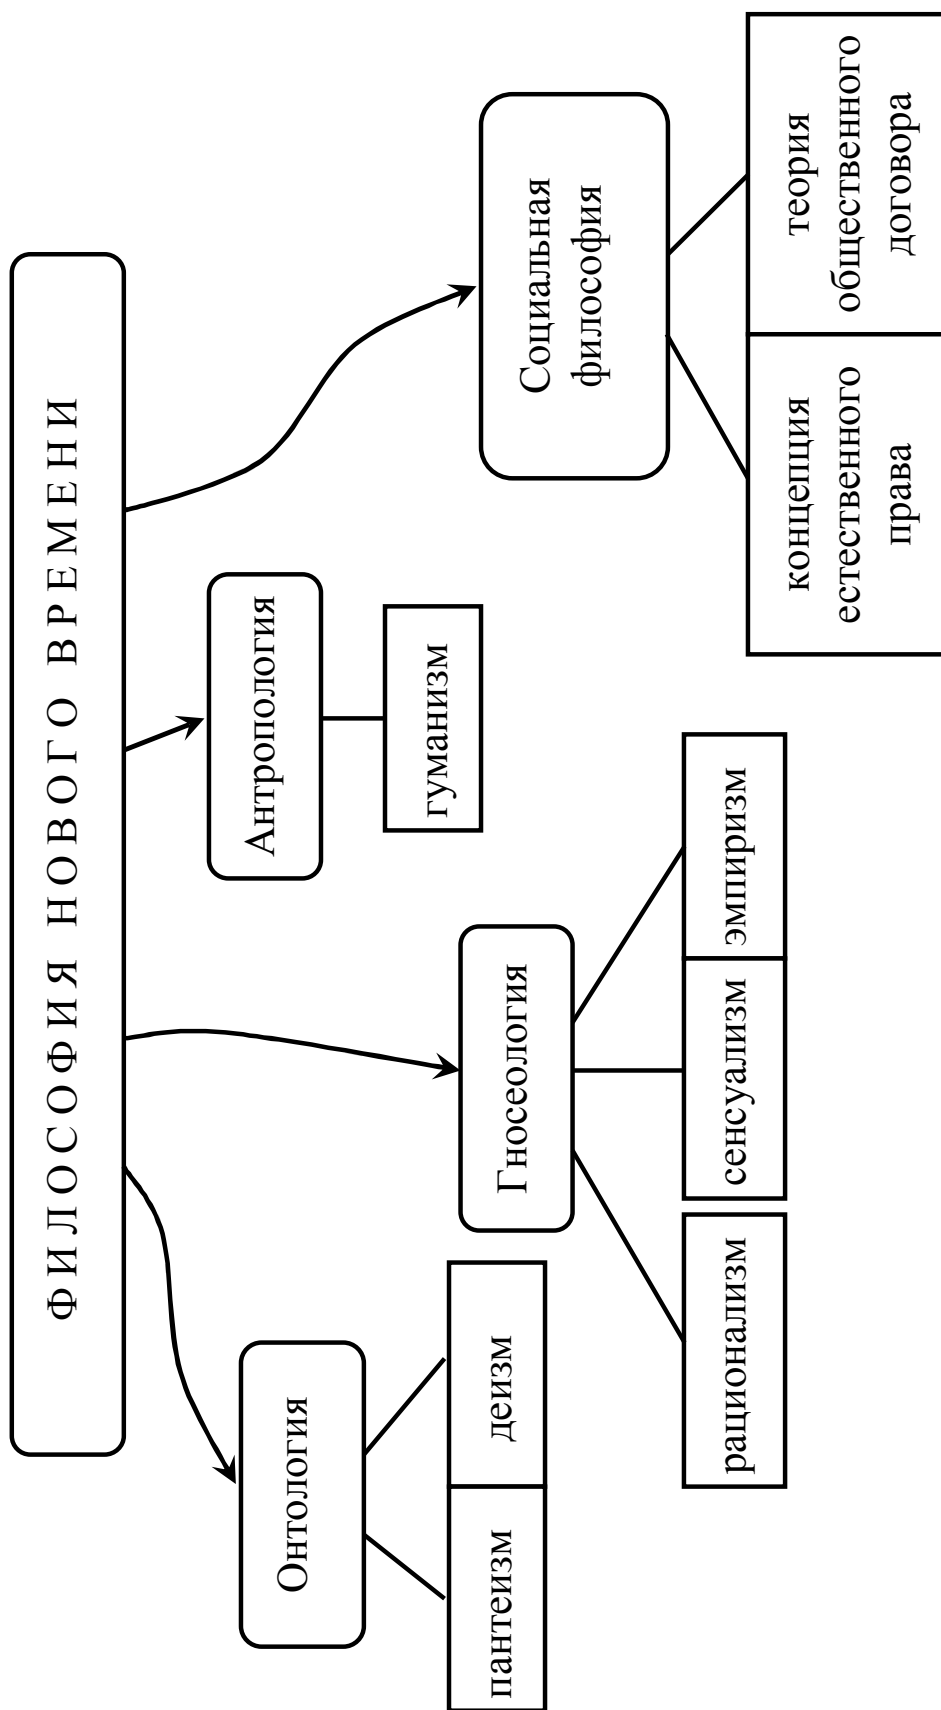 ФИЛОСОФИЯ НОВОГО ВРЕМЕНИ
Онтология
пантеизм
деизм
Гносеология
рационализм
сенсуализм
эмпиризм
Антропология
гуманизм
Социальная
философия
концепция
естественного
права
теория
общественного
договора